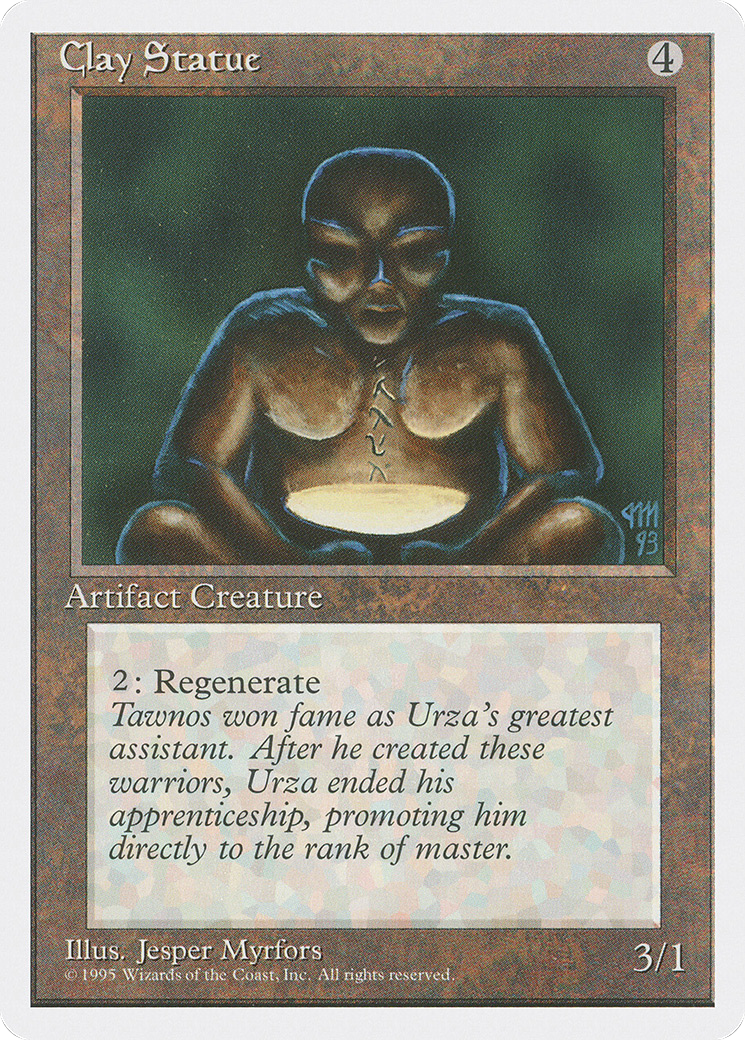 Clay Statue 4
JM
93
Artifact Creature
2: Regenerate
Tawnos won fame as Urza's greatest
assistant. After he created these
warriors, Urza ended his
apprenticeship, promoting him
directly to the rank of master.
Illus. Jesper Myrfors
3/1
© 1995 Wizards of the Coast, Inc. All rights reserved.